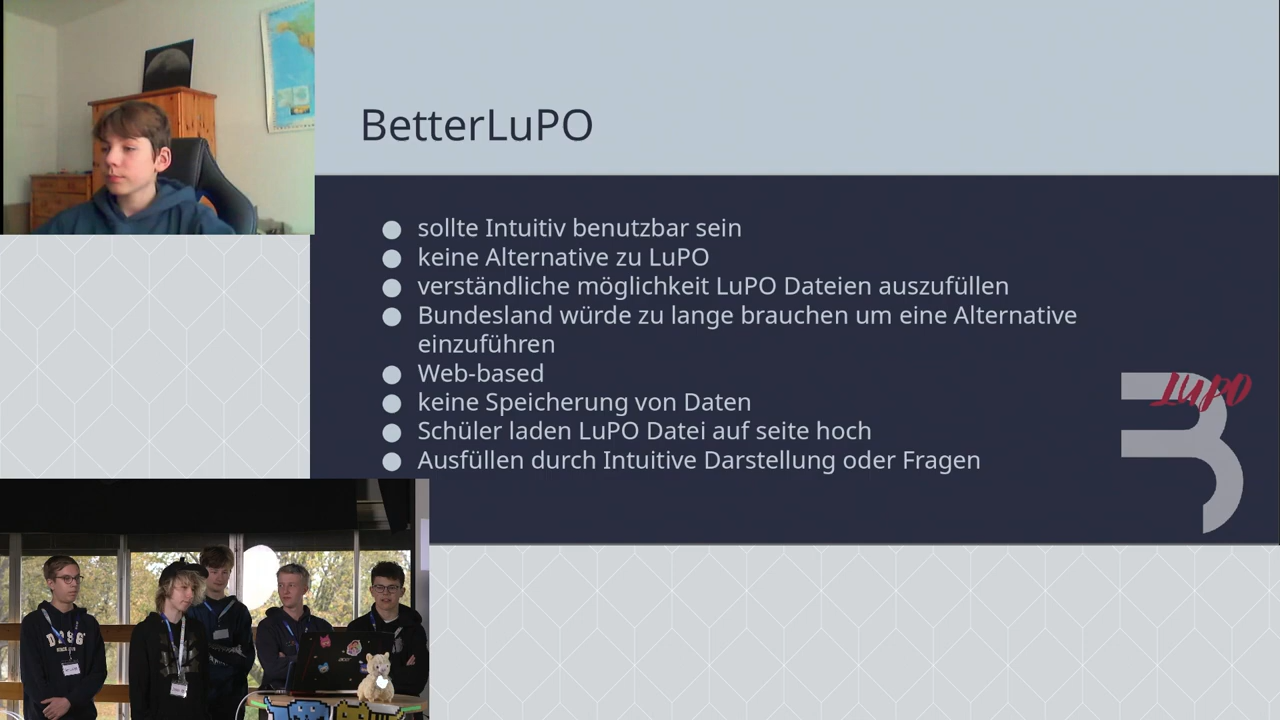 BetterLuPO
sollte Intuitiv benutzbar sein
keine Alternative zu LuPO
verständliche möglichkeit LuPO Dateien auszufüllen
Bundesland würde zu lange brauchen um eine Alternative
einzuführen
Web-based
keine Speicherung von Daten
Schüler laden LuPO Datei auf seite hoch
Ausfüllen durch Intuitive Darstellung oder Fragen
LuPO
B